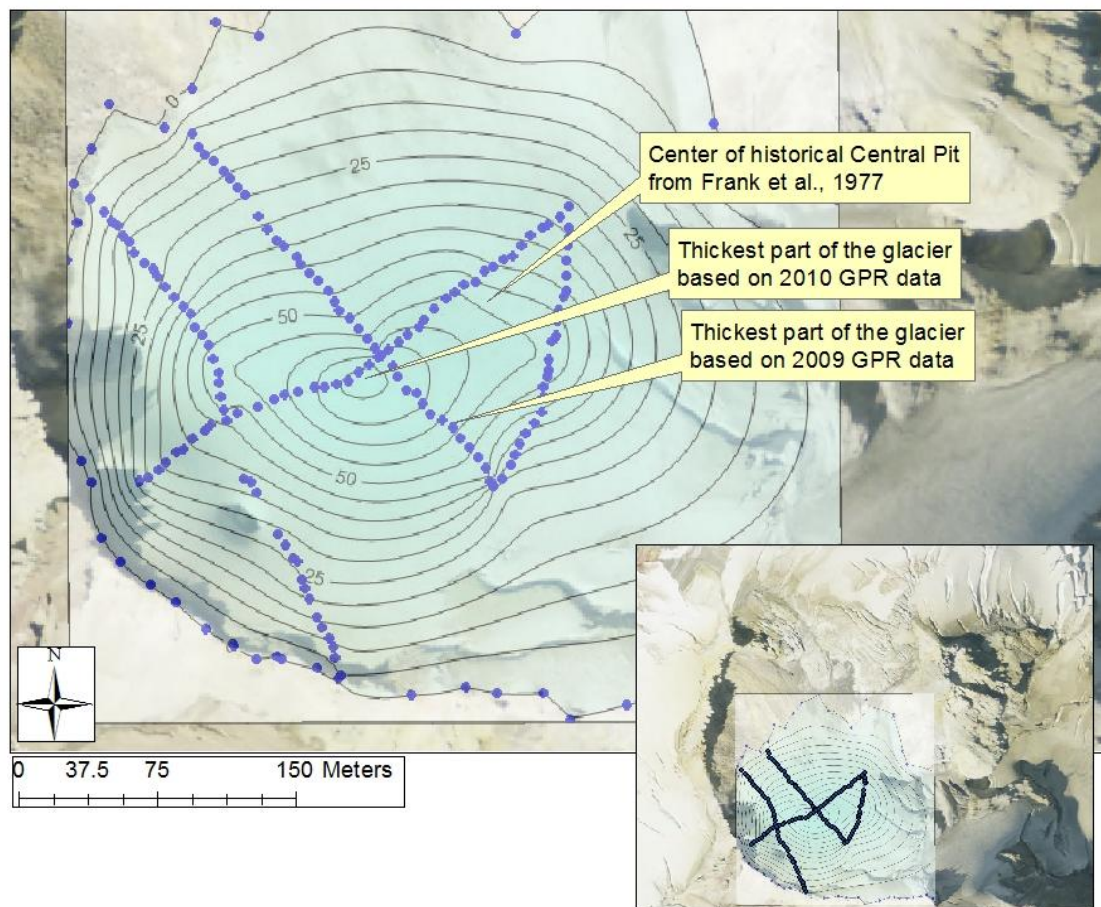 0
25
Center of historical Central Pit
from Frank et al., 1977
25
Thickest part of the glacier
based on 2010 GPR data
50
Thickest part of the glacier
based on 2009 GPR data
25
50
25
N
0 37.5 75 150 Meters